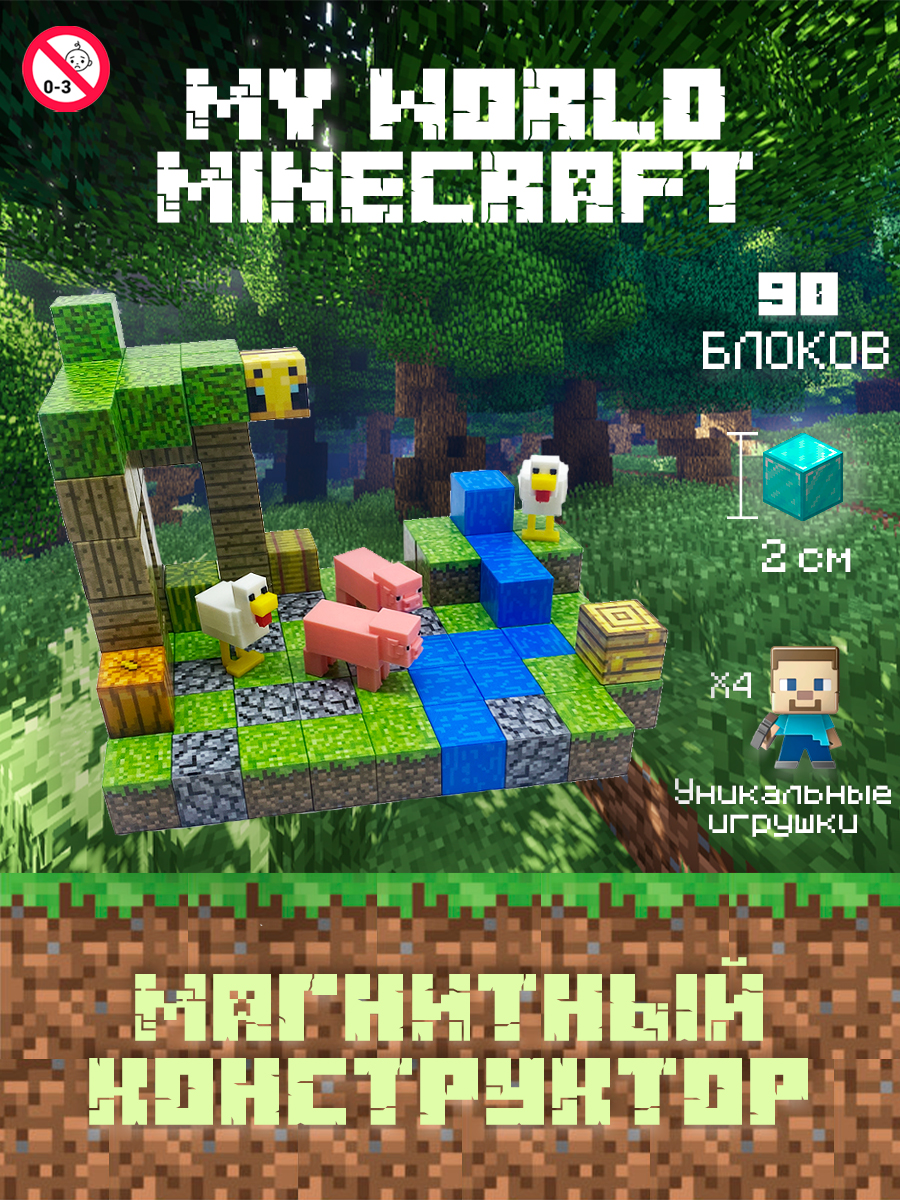 0-3
MY WORLD
MINECRAFT
90
БЛОКОВ
2 см
x4
Уникальные
игрушки
МАГНИТНЫЙ
КОНСТРУКТОР